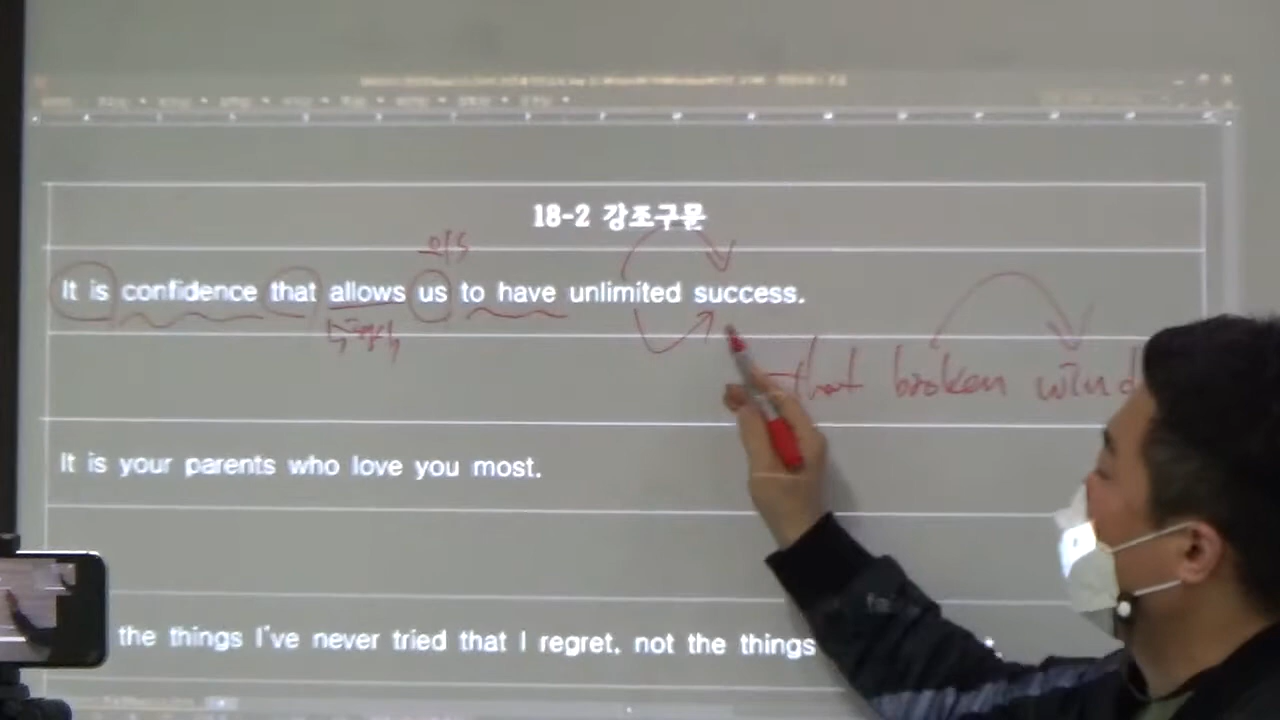 18-2 강조구문
It is confidence that allows us to have unlimited success.
that broken wind
It is your parents who love you most.
the things I've never tried that I regret, not the things